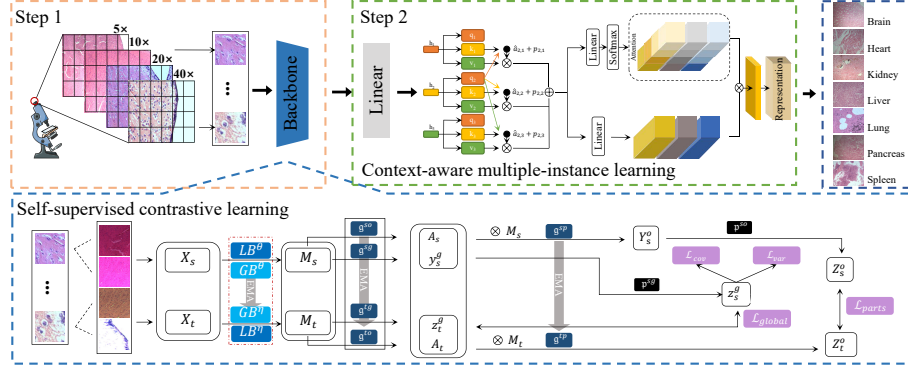 Step 1
5×
10×
20×
40×
Backbone
Step 2
Linear
Linear
Softmax
Attention
Linear
Representation
Context-aware multiple-instance learning
Brain
Heart
Kidney
Liver
Lung
Pancreas
Spleen
Self-supervised contrastive learning
X_s
X_t
LB^θ
GB^θ
EMA
GB^η
LB^η
M_s
M_t
g^so
g^sg
EMA
g^tg
g^to
A_s
y_s^g
z_t^g
A_t
⊗ M_s
g^sp
EMA
g^tp
⊗ M_t
Y_s^o
p^so
p^sg
L_cov
L_var
z_s^g
L_global
Z_s^o
L_parts
Z_t^o